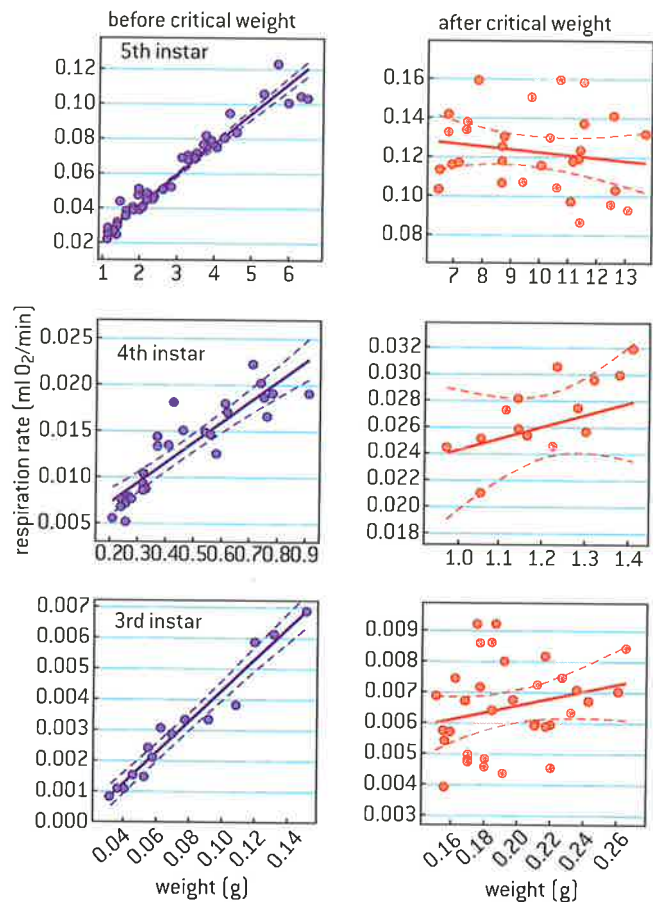 before critical weight
after critical weight
respiration rate (ml O₂/min)
5th instar
0.12
0.10
0.08
0.06
0.04
0.02
1 2 3 4 5 6
0.16
0.14
0.12
0.10
0.08
7 8 9 10 11 12 13
4th instar
0.025
0.020
0.015
0.010
0.005
0.20 0.30 0.40 0.50 0.60 0.70 0.80 0.9
0.032
0.030
0.028
0.026
0.024
0.022
0.020
0.018
1.0 1.1 1.2 1.3 1.4
3rd instar
0.007
0.006
0.005
0.004
0.003
0.002
0.001
0.000
0.04 0.06 0.08 0.10 0.12 0.14
weight (g)
0.009
0.008
0.007
0.006
0.005
0.004
0.003
0.16 0.18 0.20 0.22 0.24 0.26
weight (g)